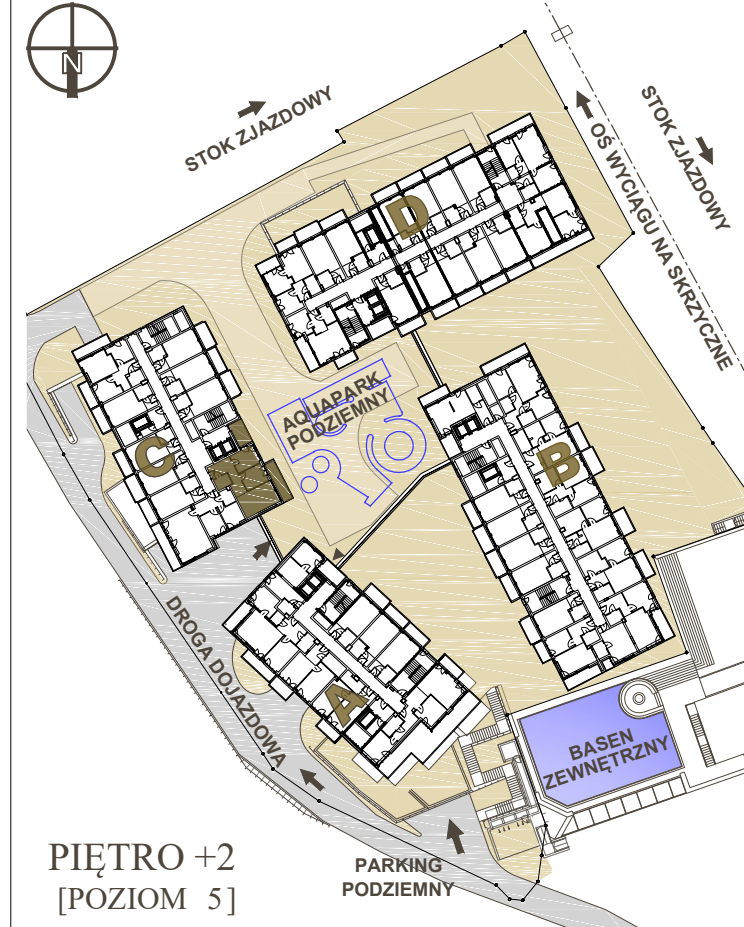 N
STOK ZJAZDOWY
STOK ZJAZDOWY
OŚ WYCIĄGU NA SKRZYCZNE
D
AQUAPARK
PODZIEMNY
C
B
DROGA DOJAZDOWA
A
BASEN
ZEWNĘTRZNY
PIĘTRO +2
[POZIOM 5]
PARKING
PODZIEMNY